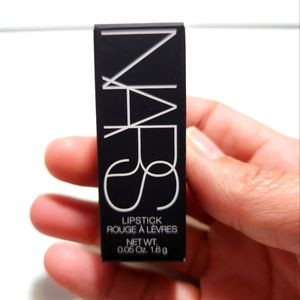 NARS
LIPSTICK
ROUGE À LÈVRES
NET WT.
0.05 Oz. 1.6 g